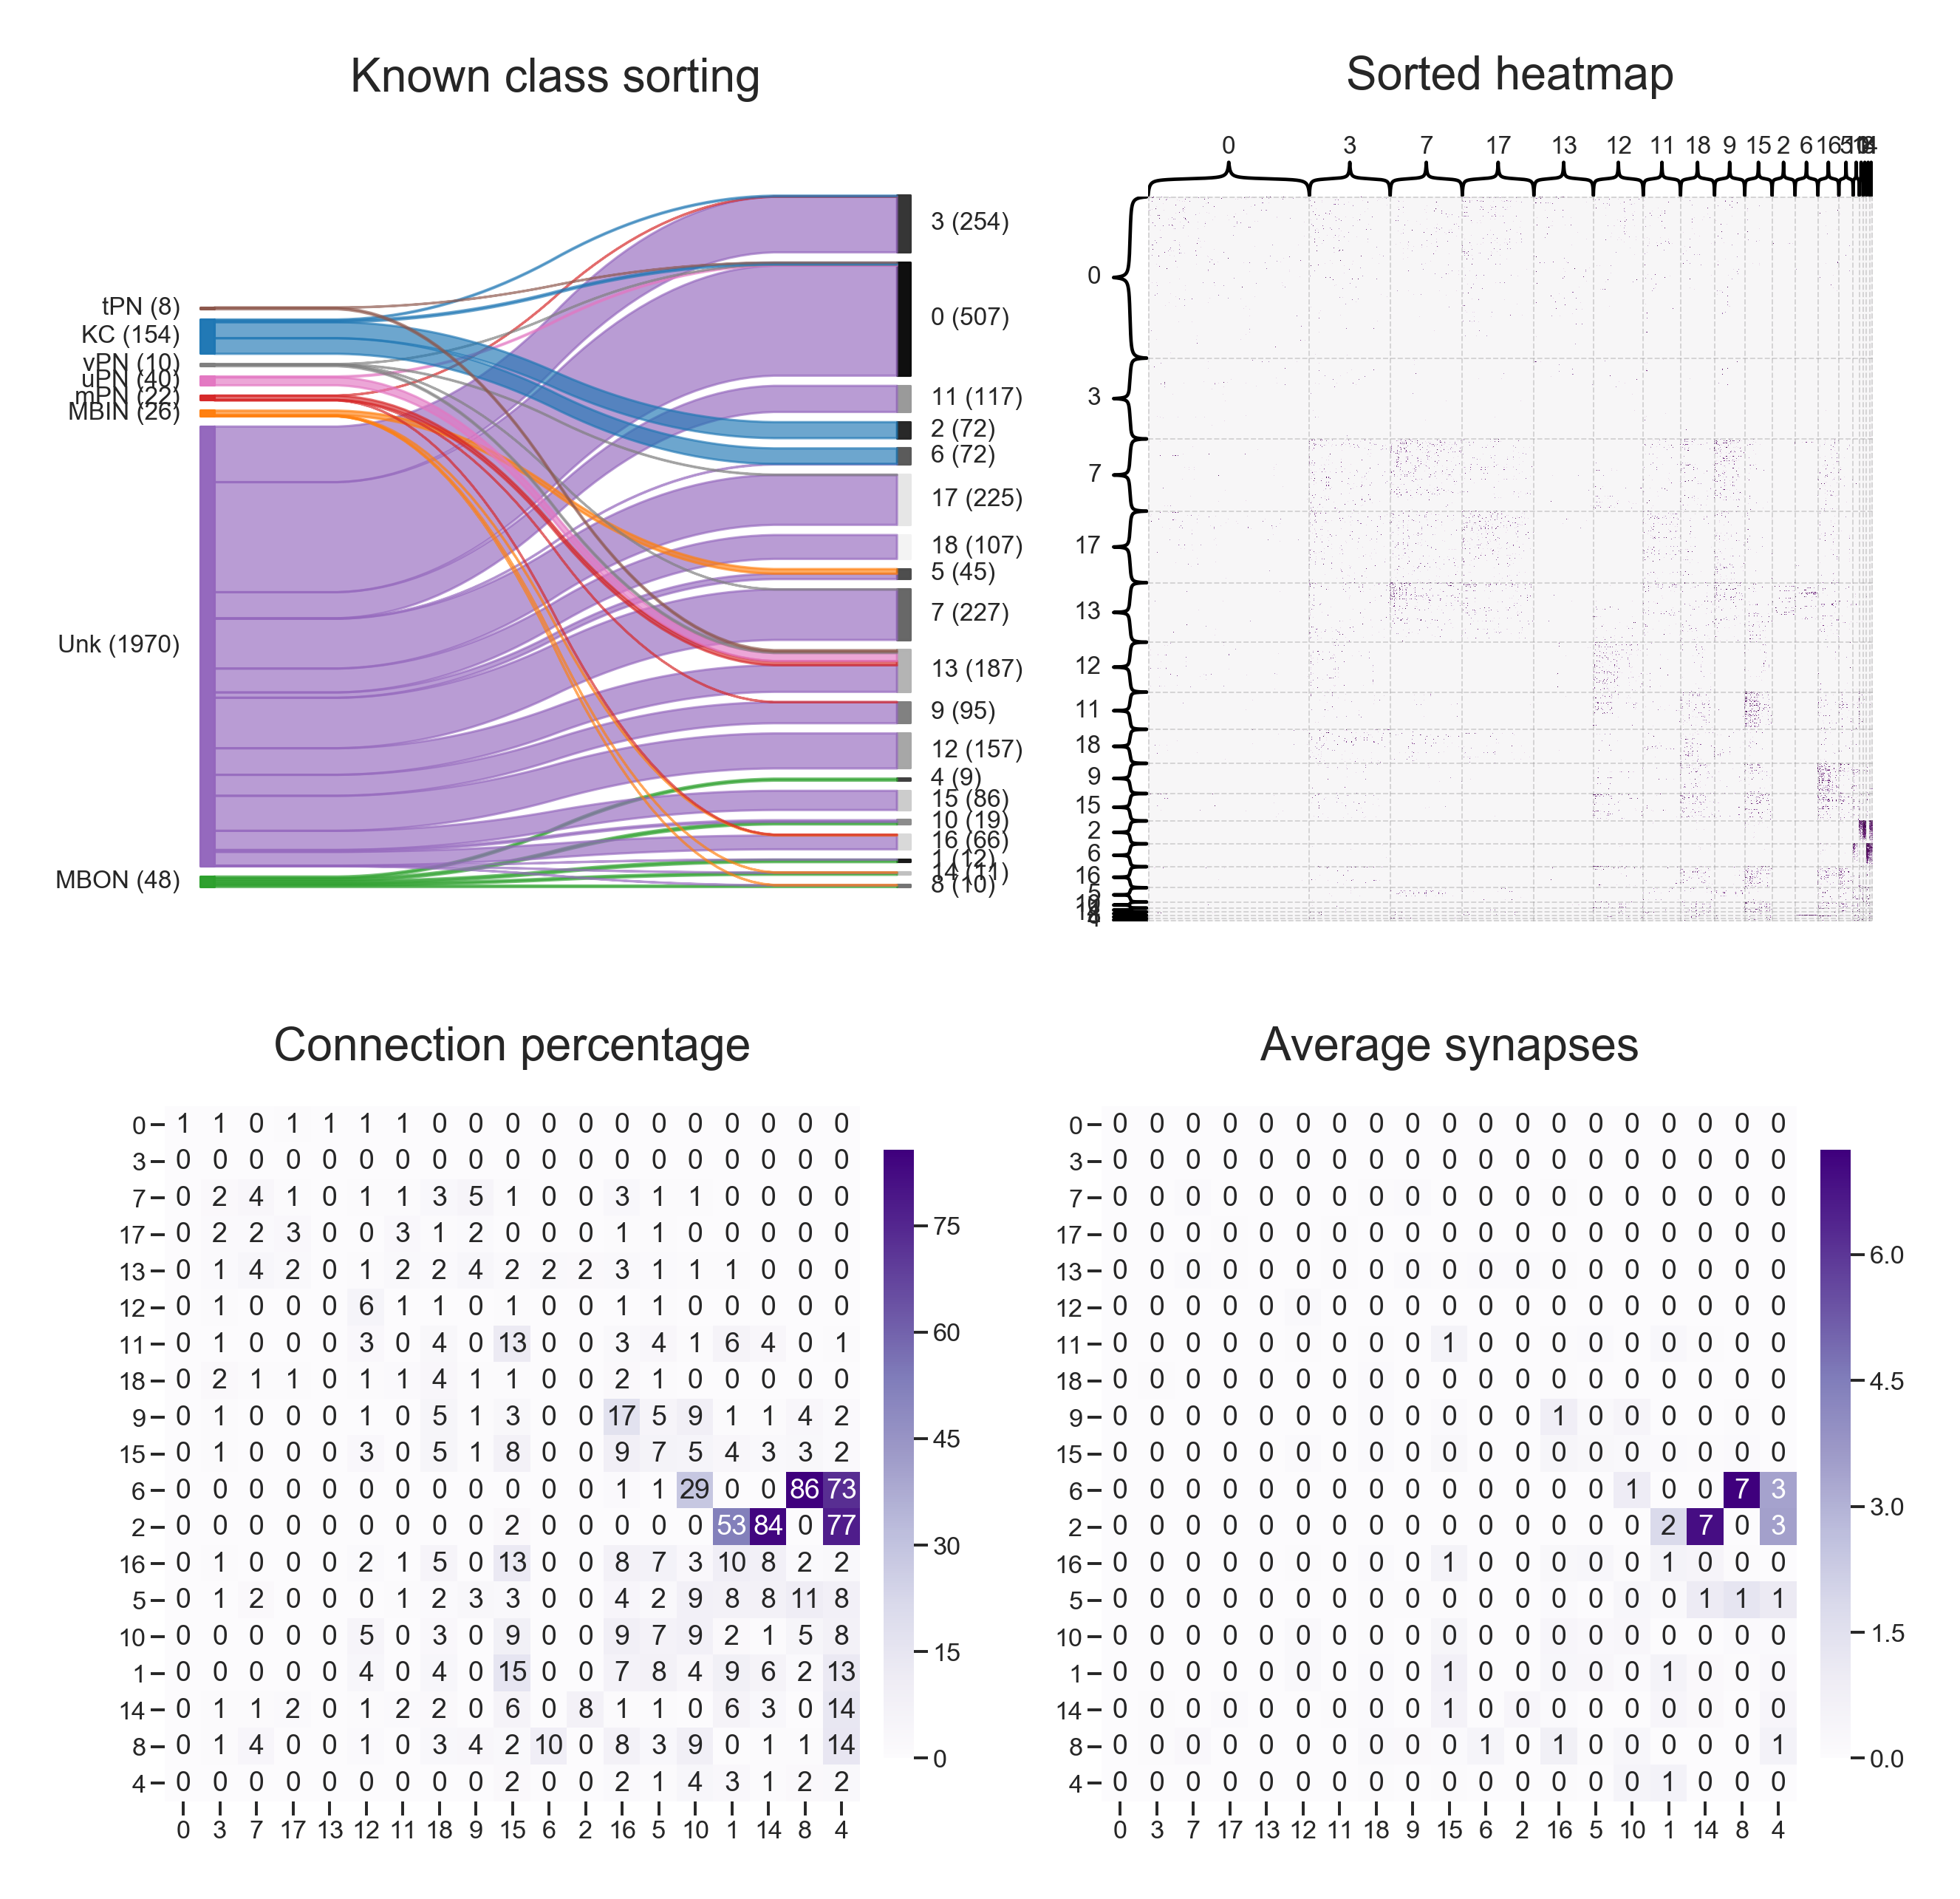 Known class sorting
tPN (8)
KC (154)
vPN (10)
uPN (40)
mPN (22)
MBIN (26)
Unk (1970)
MBON (48)
3 (254)
0 (507)
11 (117)
2 (72)
6 (72)
17 (225)
18 (107)
5 (45)
7 (227)
13 (187)
9 (95)
12 (157)
4 (9)
15 (86)
10 (19)
16 (66)
1 (12)
14 (11)
8 (10)
Sorted heatmap
0 3 7 17 13 12 11 18 9 15 2 6 16
0
3
7
17
13
12
11
18
9
15
2
6
16
5
Connection percentage
0 1 1 0 1 1 1 1 0 0 0 0 0 0 0 0 0 0 0 0
3 0 0 0 0 0 0 0 0 0 0 0 0 0 0 0 0 0 0 0
7 0 2 4 1 0 1 1 3 5 1 0 0 3 1 1 0 0 0 0
17 0 2 2 3 0 0 3 1 2 0 0 0 1 1 0 0 0 0 0
13 0 1 4 2 0 1 2 2 4 2 2 2 3 1 1 1 0 0 0
12 0 1 0 0 0 6 1 1 0 1 0 0 1 1 0 0 0 0 0
11 0 1 0 0 0 3 0 4 0 13 0 0 3 4 1 6 4 0 1
18 0 2 1 1 0 1 1 4 1 1 0 0 2 1 0 0 0 0 0
9 0 1 0 0 0 1 0 5 1 3 0 0 17 5 9 1 1 4 2
15 0 1 0 0 0 3 0 5 1 8 0 0 9 7 5 4 3 3 2
6 0 0 0 0 0 0 0 0 0 0 0 0 1 1 29 0 0 86 73
2 0 0 0 0 0 0 0 0 0 2 0 0 0 0 0 53 84 0 77
16 0 1 0 0 0 2 1 5 0 13 0 0 8 7 3 10 8 2 2
5 0 1 2 0 0 0 1 2 3 3 0 0 4 2 9 8 8 11 8
10 0 0 0 0 0 5 0 3 0 9 0 0 9 7 9 2 1 5 8
1 0 0 0 0 0 4 0 4 0 15 0 0 7 8 4 9 6 2 13
14 0 1 1 2 0 1 2 2 0 6 0 8 1 1 0 6 3 0 14
8 0 1 4 0 0 1 0 3 4 2 10 0 8 3 9 0 1 1 14
4 0 0 0 0 0 0 0 0 0 2 0 0 2 1 4 3 1 2 2
0 3 7 17 13 12 11 18 9 15 6 2 16 5 10 1 14 8 4
75
60
45
30
15
0
Average synapses
0 0 0 0 0 0 0 0 0 0 0 0 0 0 0 0 0 0 0 0
3 0 0 0 0 0 0 0 0 0 0 0 0 0 0 0 0 0 0 0
7 0 0 0 0 0 0 0 0 0 0 0 0 0 0 0 0 0 0 0
17 0 0 0 0 0 0 0 0 0 0 0 0 0 0 0 0 0 0 0
13 0 0 0 0 0 0 0 0 0 0 0 0 0 0 0 0 0 0 0
12 0 0 0 0 0 0 0 0 0 0 0 0 0 0 0 0 0 0 0
11 0 0 0 0 0 0 0 0 0 1 0 0 0 0 0 0 0 0 0
18 0 0 0 0 0 0 0 0 0 0 0 0 0 0 0 0 0 0 0
9 0 0 0 0 0 0 0 0 0 0 0 0 1 0 0 0 0 0 0
15 0 0 0 0 0 0 0 0 0 0 0 0 0 0 0 0 0 0 0
6 0 0 0 0 0 0 0 0 0 0 0 0 0 0 1 0 0 7 3
2 0 0 0 0 0 0 0 0 0 0 0 0 0 0 0 2 7 0 3
16 0 0 0 0 0 0 0 0 0 1 0 0 0 0 0 1 0 0 0
5 0 0 0 0 0 0 0 0 0 0 0 0 0 0 0 0 1 1 1
10 0 0 0 0 0 0 0 0 0 0 0 0 0 0 0 0 0 0 0
1 0 0 0 0 0 0 0 0 0 1 0 0 0 0 0 1 0 0 0
14 0 0 0 0 0 0 0 0 0 1 0 0 0 0 0 0 0 0 0
8 0 0 0 0 0 0 0 0 0 0 1 0 1 0 0 0 0 0 1
4 0 0 0 0 0 0 0 0 0 0 0 0 0 0 0 1 0 0 0
0 3 7 17 13 12 11 18 9 15 6 2 16 5 10 1 14 8 4
6.0
4.5
3.0
1.5
0.0